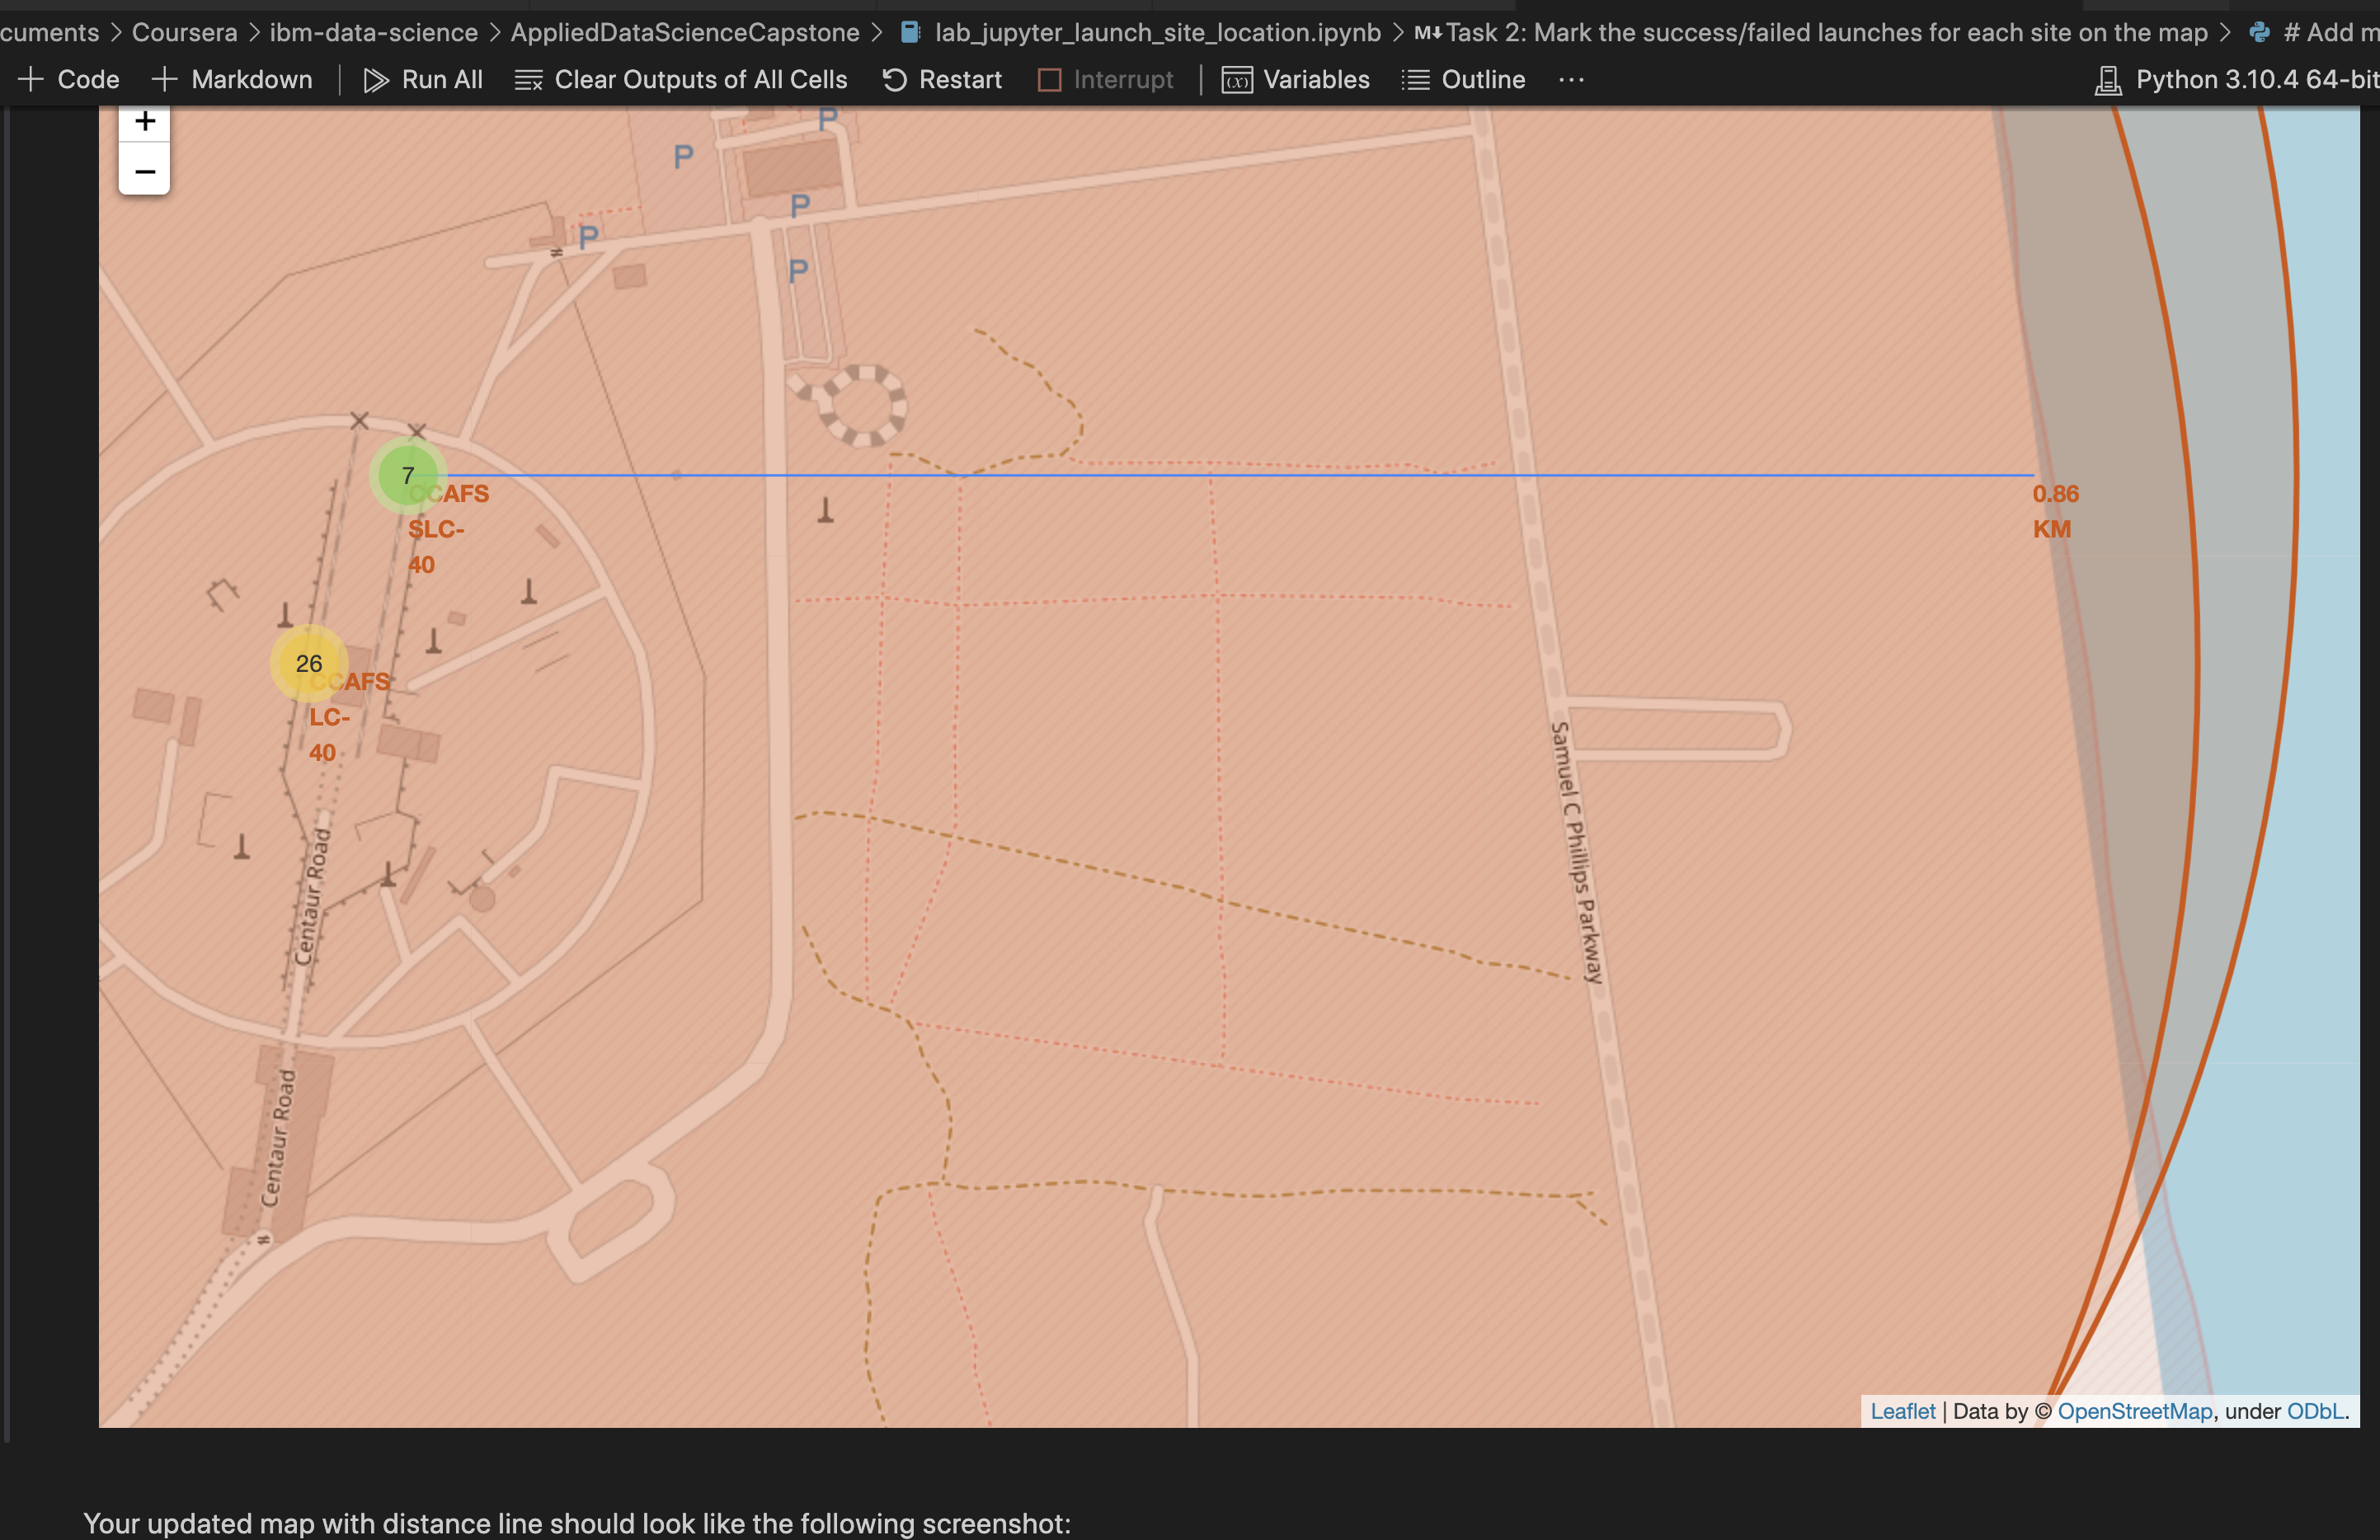 cuments > Coursera > ibm-data-science > AppliedDataScienceCapstone > lab_jupyter_launch_site_location.ipynb > M↓Task 2: Mark the success/failed launches for each site on the map > # Add m
+ Code + Markdown | Run All Clear Outputs of All Cells Restart Interrupt | (x) Variables Outline ··· Python 3.10.4 64-bit
+
−
P
P
P
P
P
7
CCAFS
SLC-
40
0.86
KM
26
CCAFS
LC-
40
Samuel C Phillips Parkway
Centaur Road
Centaur Road
Leaflet | Data by © OpenStreetMap, under ODbL.
Your updated map with distance line should look like the following screenshot: